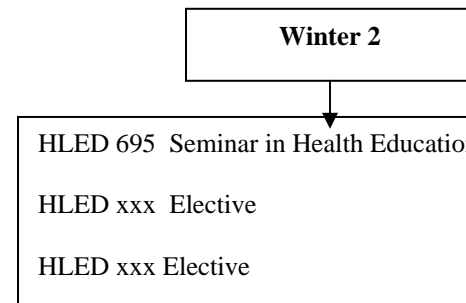 Winter 2
HLED 695  Seminar in Health Educatio
HLED xxx  Elective
HLED xxx Elective